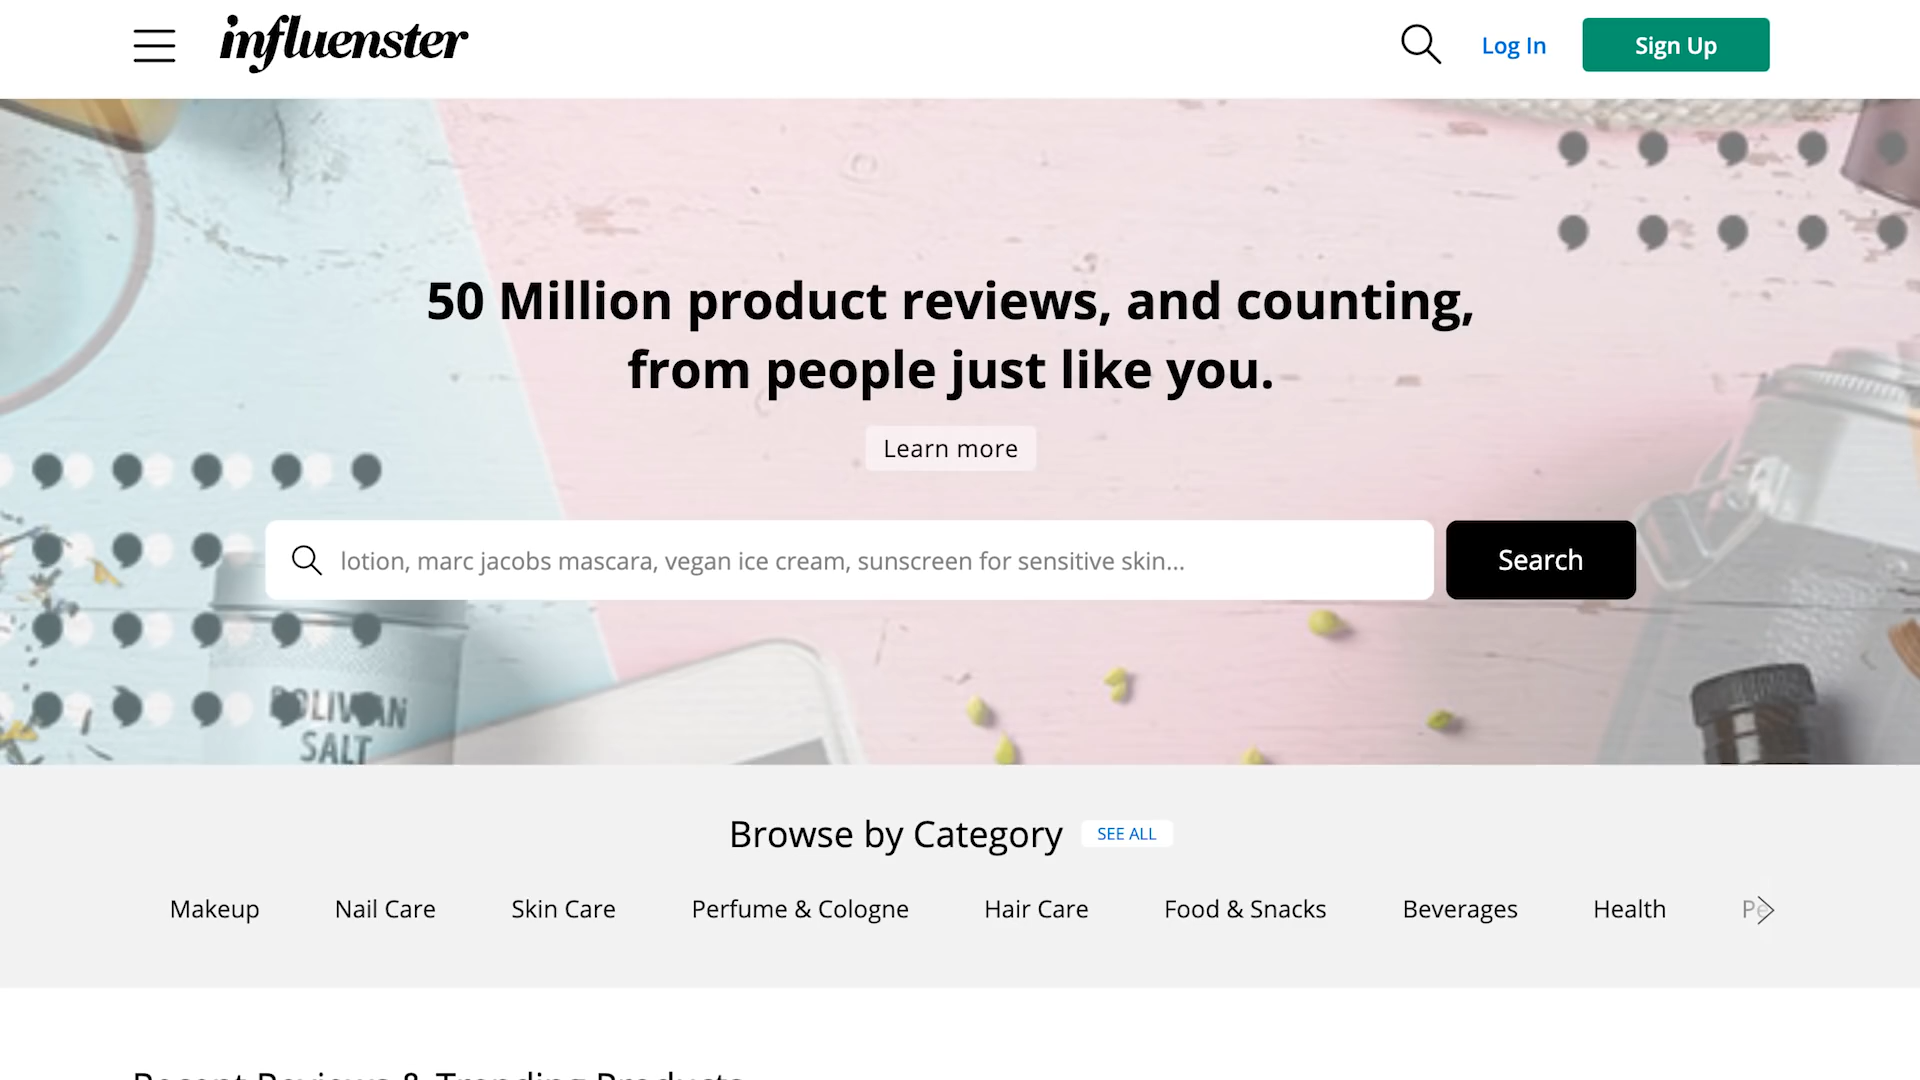 influenster
Log In
Sign Up
50 Million product reviews, and counting,
from people just like you.
Learn more
lotion, marc jacobs mascara, vegan ice cream, sunscreen for sensitive skin...
Search
BOLIVIAN
SALT
Browse by Category
SEE ALL
Makeup
Nail Care
Skin Care
Perfume & Cologne
Hair Care
Food & Snacks
Beverages
Health
Pe
Recent Reviews & Trending Products